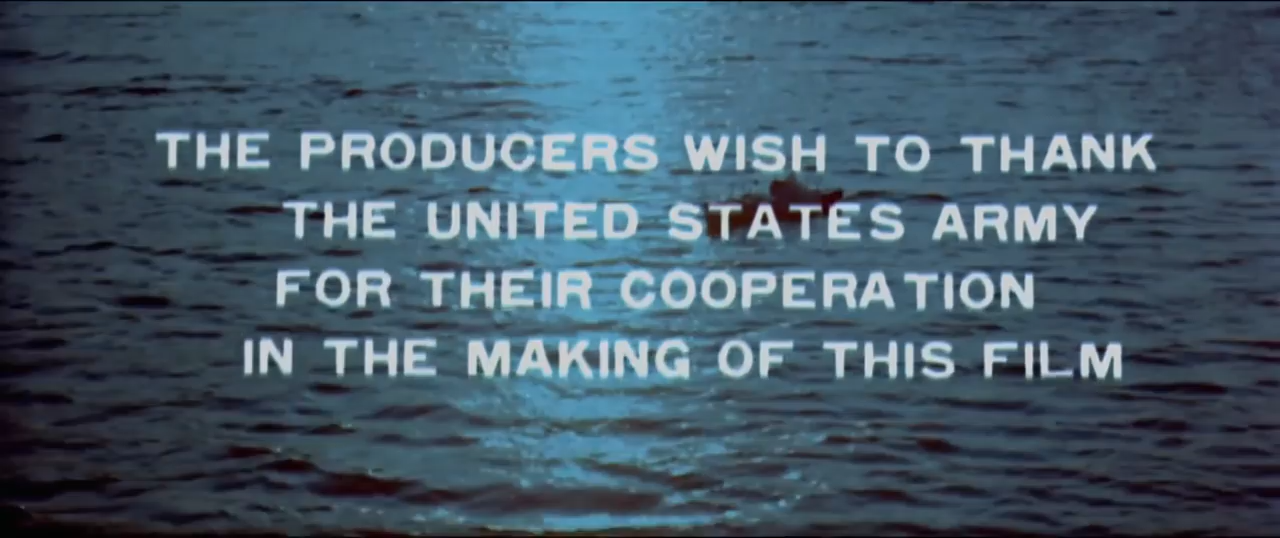 THE PRODUCERS WISH TO THANK
THE UNITED STATES ARMY
FOR THEIR COOPERATION
IN THE MAKING OF THIS FILM